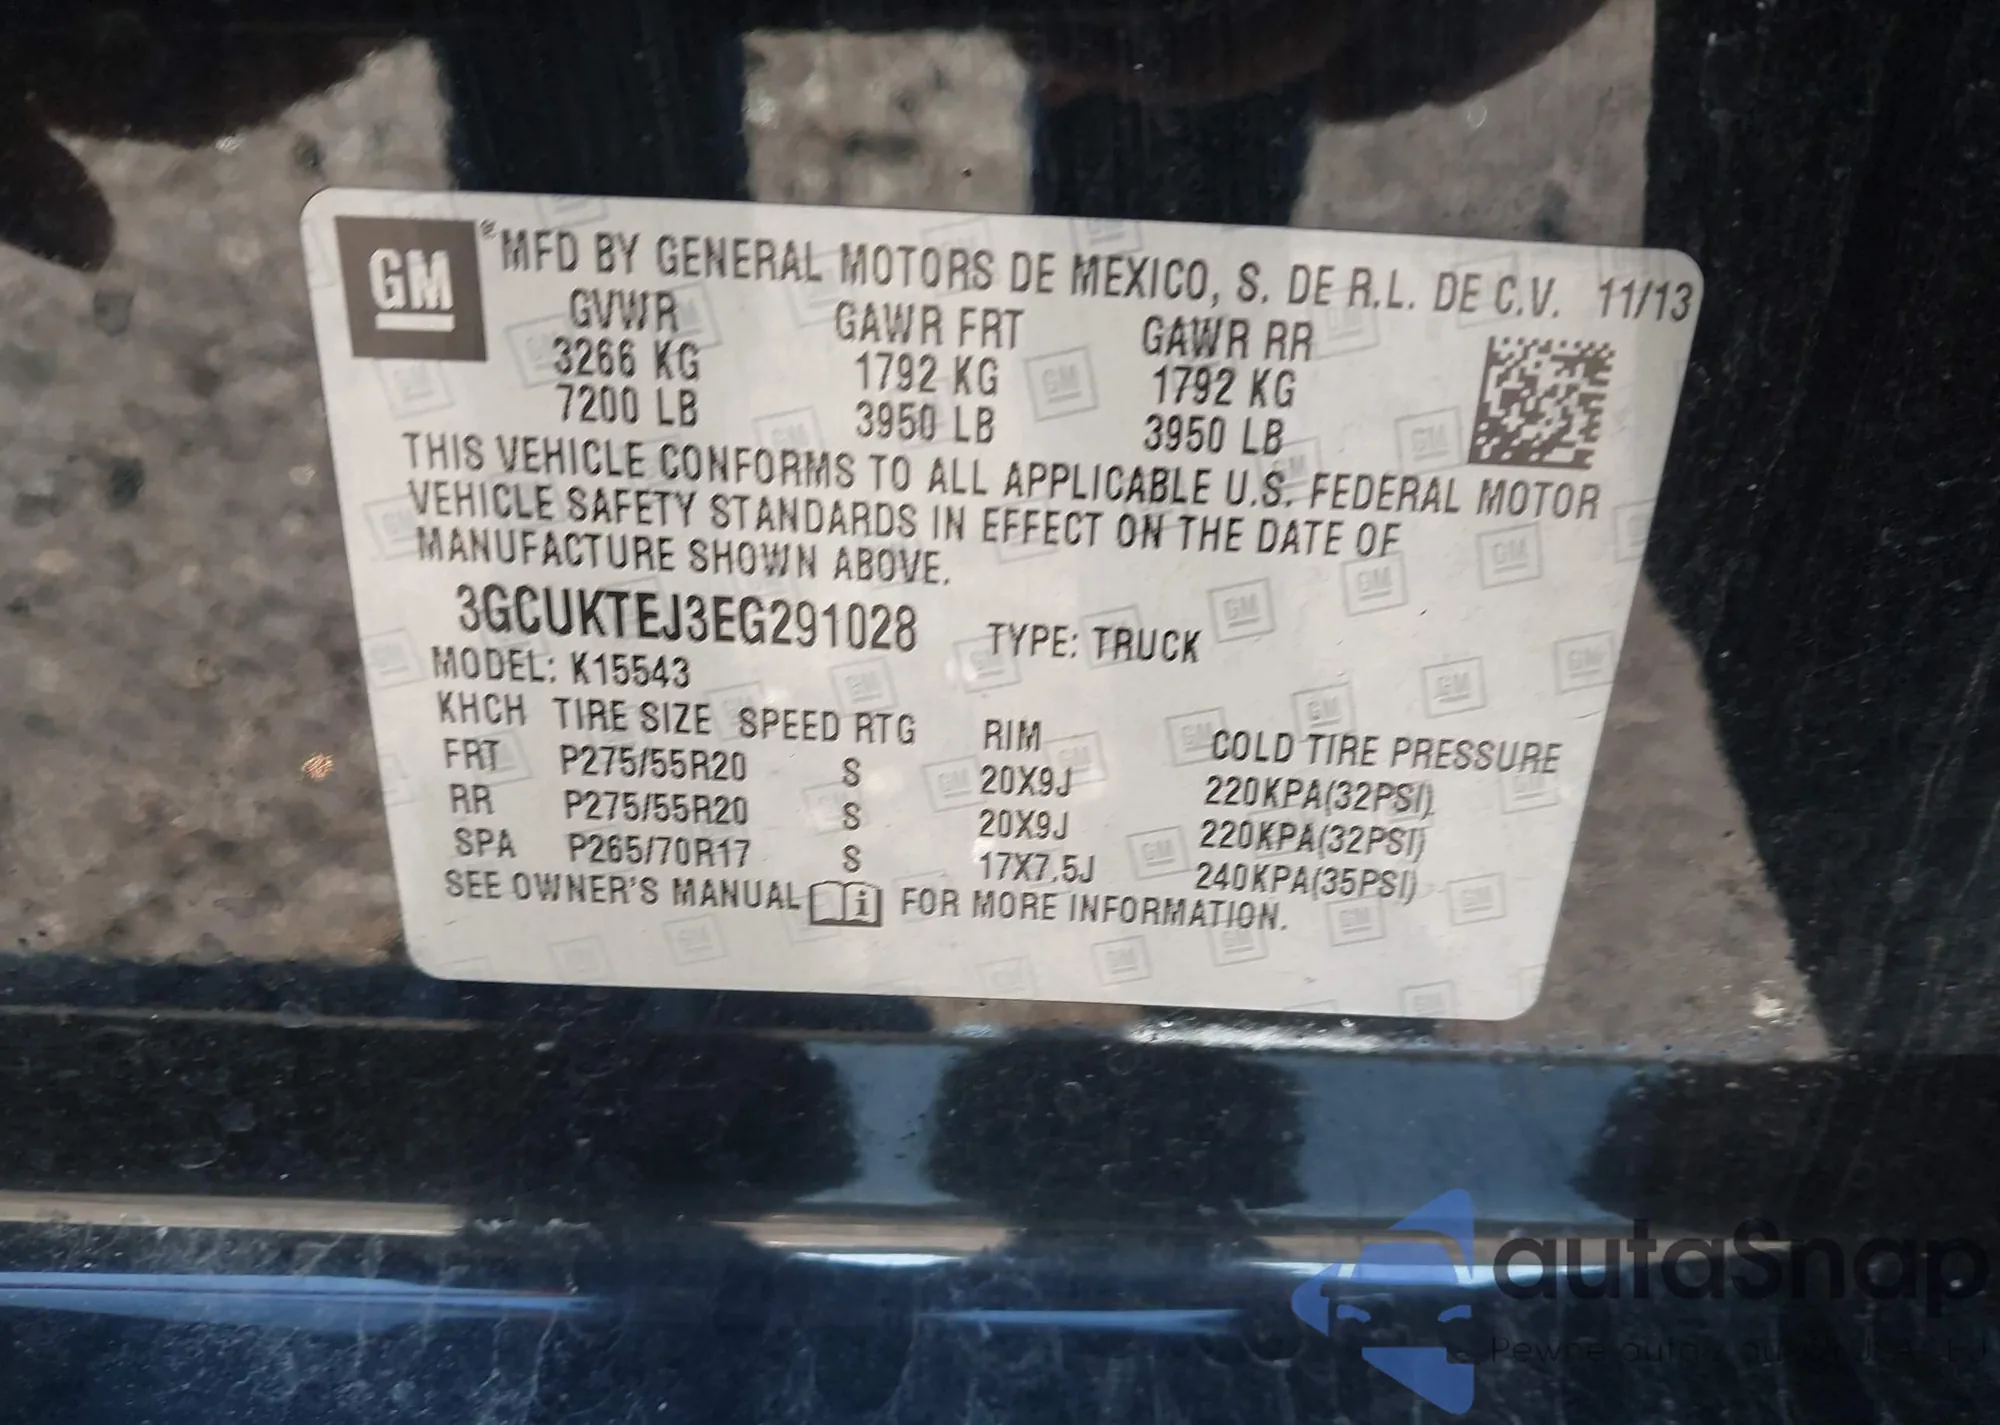 GM
MFD BY GENERAL MOTORS DE MEXICO, S. DE R.L. DE C.V. 11/13
GVWR GAWR FRT GAWR RR
3266 KG 1792 KG 1792 KG
7200 LB 3950 LB 3950 LB
THIS VEHICLE CONFORMS TO ALL APPLICABLE U.S. FEDERAL MOTOR
VEHICLE SAFETY STANDARDS IN EFFECT ON THE DATE OF
MANUFACTURE SHOWN ABOVE.
3GCUKTEJ3EG291028 TYPE: TRUCK
MODEL: K15543
KHCH TIRE SIZE SPEED RTG RIM COLD TIRE PRESSURE
FRT P275/55R20 S 20X9J 220KPA(32PSI)
RR P275/55R20 S 20X9J 220KPA(32PSI)
SPA P265/70R17 S 17X7.5J 240KPA(35PSI)
SEE OWNER'S MANUAL i FOR MORE INFORMATION.
autaSnap
Pewne auta z